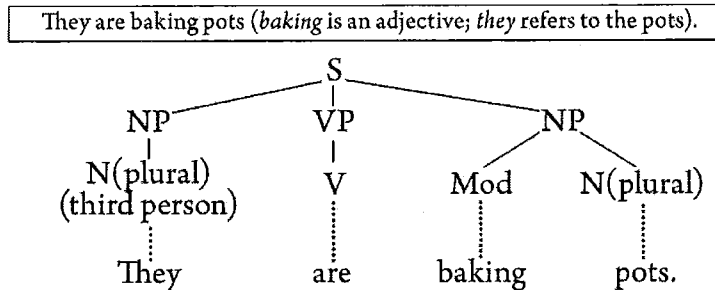 They are baking pots (baking is an adjective; they refers to the pots).
S
NP VP NP
N(plural) V Mod N(plural)
(third person)
They are baking pots.